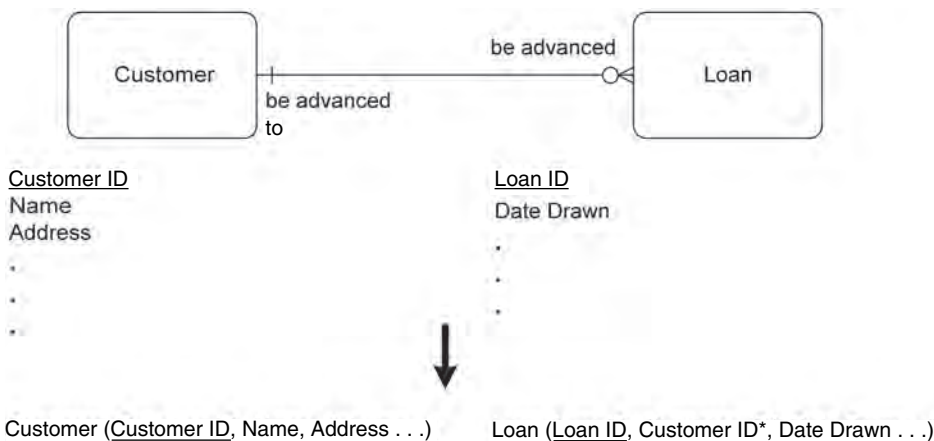 be advanced
Customer
Loan
be advanced
to
Customer ID
Name
Address
.
.
.
Loan ID
Date Drawn
.
.
.
Customer (Customer ID, Name, Address . . .)
Loan (Loan ID, Customer ID*, Date Drawn . . .)